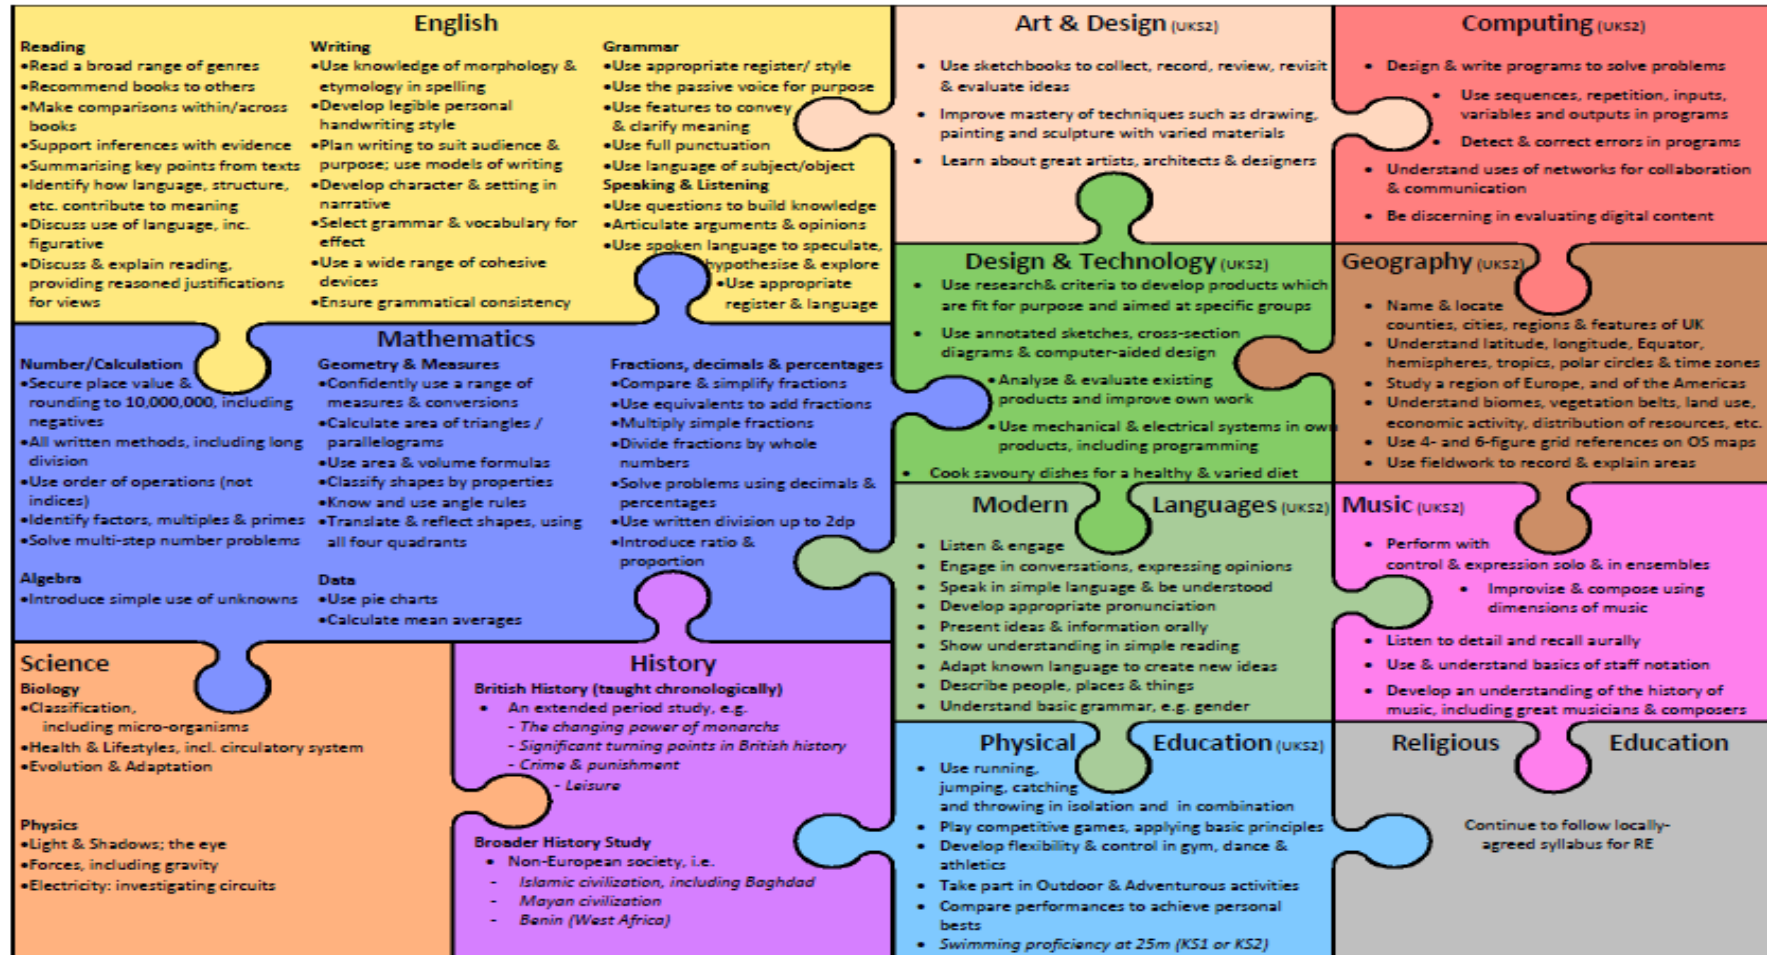 English
Reading
•Read a broad range of genres
•Recommend books to others
•Make comparisons within/across
books
•Support inferences with evidence
•Summarising key points from texts
•Identify how language, structure,
etc. contribute to meaning
•Discuss use of language, inc.
figurative
•Discuss & explain reading,
providing reasoned justifications
for views
Writing
•Use knowledge of morphology &
etymology in spelling
•Develop legible personal
handwriting style
•Plan writing to suit audience &
purpose; use models of writing
•Develop character & setting in
narrative
•Select grammar & vocabulary for
effect
•Use a wide range of cohesive
devices
•Ensure grammatical consistency
Grammar
•Use appropriate register/ style
•Use the passive voice for purpose
•Use features to convey
& clarify meaning
•Use full punctuation
•Use language of subject/object
Speaking & Listening
•Use questions to build knowledge
•Articulate arguments & opinions
•Use spoken language to speculate,
hypothesise & explore
•Use appropriate
register & language
Art & Design (UKS2)
• Use sketchbooks to collect, record, review, revisit
& evaluate ideas
• Improve mastery of techniques such as drawing,
painting and sculpture with varied materials
• Learn about great artists, architects & designers
Computing (UKS2)
• Design & write programs to solve problems
• Use sequences, repetition, inputs,
variables and outputs in programs
• Detect & correct errors in programs
• Understand uses of networks for collaboration
& communication
• Be discerning in evaluating digital content
Mathematics
Number/Calculation
•Secure place value &
rounding to 10,000,000, including
negatives
•All written methods, including long
division
•Use order of operations (not
indices)
•Identify factors, multiples & primes
•Solve multi-step number problems
Algebra
•Introduce simple use of unknowns
Geometry & Measures
•Confidently use a range of
measures & conversions
•Calculate area of triangles /
parallelograms
•Use area & volume formulas
•Classify shapes by properties
•Know and use angle rules
•Translate & reflect shapes, using
all four quadrants
Data
•Use pie charts
•Calculate mean averages
Fractions, decimals & percentages
•Compare & simplify fractions
•Use equivalents to add fractions
•Multiply simple fractions
•Divide fractions by whole
numbers
•Solve problems using decimals &
percentages
•Use written division up to 2dp
•Introduce ratio &
proportion
Design & Technology (UKS2)
• Use research& criteria to develop products which
are fit for purpose and aimed at specific groups
• Use annotated sketches, cross-section
diagrams & computer-aided design
•Analyse & evaluate existing
products and improve own work
•Use mechanical & electrical systems in own
products, including programming
• Cook savoury dishes for a healthy & varied diet
Geography (UKS2)
• Name & locate
counties, cities, regions & features of UK
• Understand latitude, longitude, Equator,
hemispheres, tropics, polar circles & time zones
• Study a region of Europe, and of the Americas
• Understand biomes, vegetation belts, land use,
economic activity, distribution of resources, etc.
• Use 4- and 6-figure grid references on OS maps
• Use fieldwork to record & explain areas
Modern Languages (UKS2)
• Listen & engage
• Engage in conversations, expressing opinions
• Speak in simple language & be understood
• Develop appropriate pronunciation
• Present ideas & information orally
• Show understanding in simple reading
• Adapt known language to create new ideas
• Describe people, places & things
• Understand basic grammar, e.g. gender
Music (UKS2)
• Perform with
control & expression solo & in ensembles
• Improvise & compose using
dimensions of music
• Listen to detail and recall aurally
• Use & understand basics of staff notation
• Develop an understanding of the history of
music, including great musicians & composers
Science
Biology
•Classification,
including micro-organisms
•Health & Lifestyles, incl. circulatory system
•Evolution & Adaptation
Physics
•Light & Shadows; the eye
•Forces, including gravity
•Electricity: investigating circuits
History
British History (taught chronologically)
• An extended period study, e.g.
- The changing power of monarchs
- Significant turning points in British history
- Crime & punishment
- Leisure
Broader History Study
• Non-European society, i.e.
- Islamic civilization, including Baghdad
- Mayan civilization
- Benin (West Africa)
Physical Education (UKS2)
• Use running,
jumping, catching
and throwing in isolation and in combination
• Play competitive games, applying basic principles
• Develop flexibility & control in gym, dance &
athletics
• Take part in Outdoor & Adventurous activities
• Compare performances to achieve personal
bests
• Swimming proficiency at 25m (KS1 or KS2)
Religious Education
Continue to follow locally-
agreed syllabus for RE